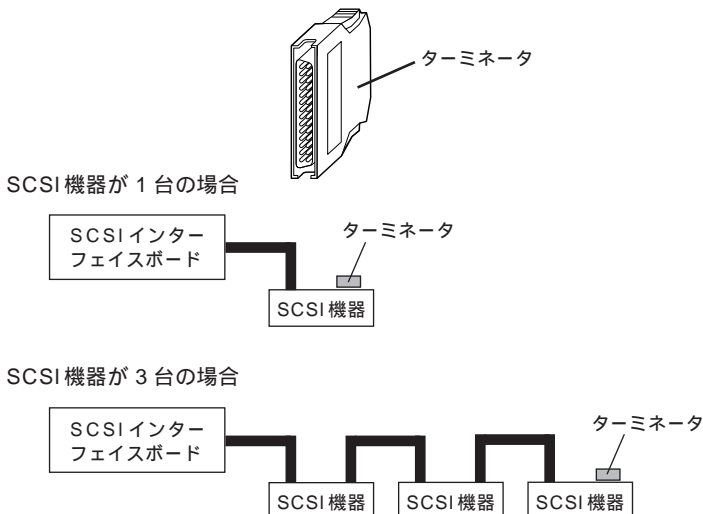 ターミネータ
SCSI機器が 1 台の場合
SCSIインター
フェイスボード
ターミネータ
SCSI機器
SCSI機器が 3 台の場合
SCSIインター
フェイスボード
ターミネータ
SCSI機器
SCSI機器
SCSI機器